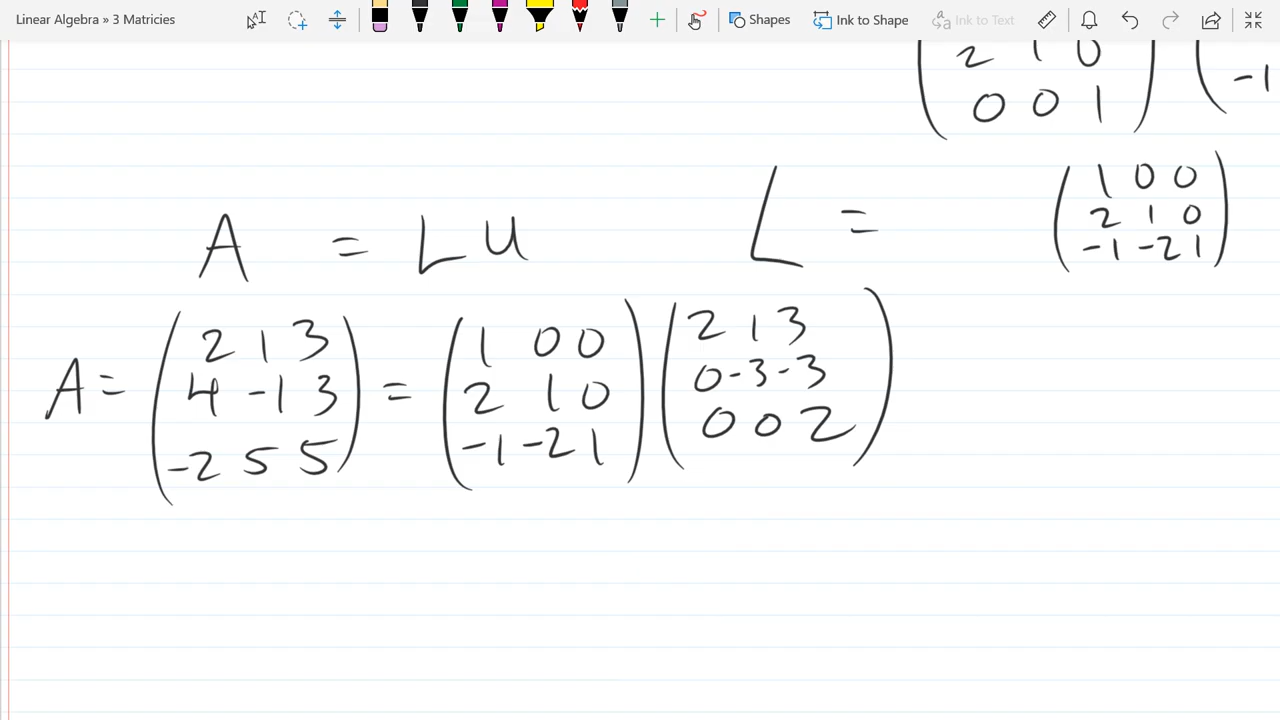 Linear Algebra » 3 Matricies
Shapes
Ink to Shape
Ink to Text
2 1 0
0 0 1
-1
A = LU
L =
1 0 0
2 1 0
-1 -2 1
A =
2 1 3
4 -1 3
-2 5 5
=
1 0 0
2 1 0
-1 -2 1
2 1 3
0 -3 -3
0 0 2